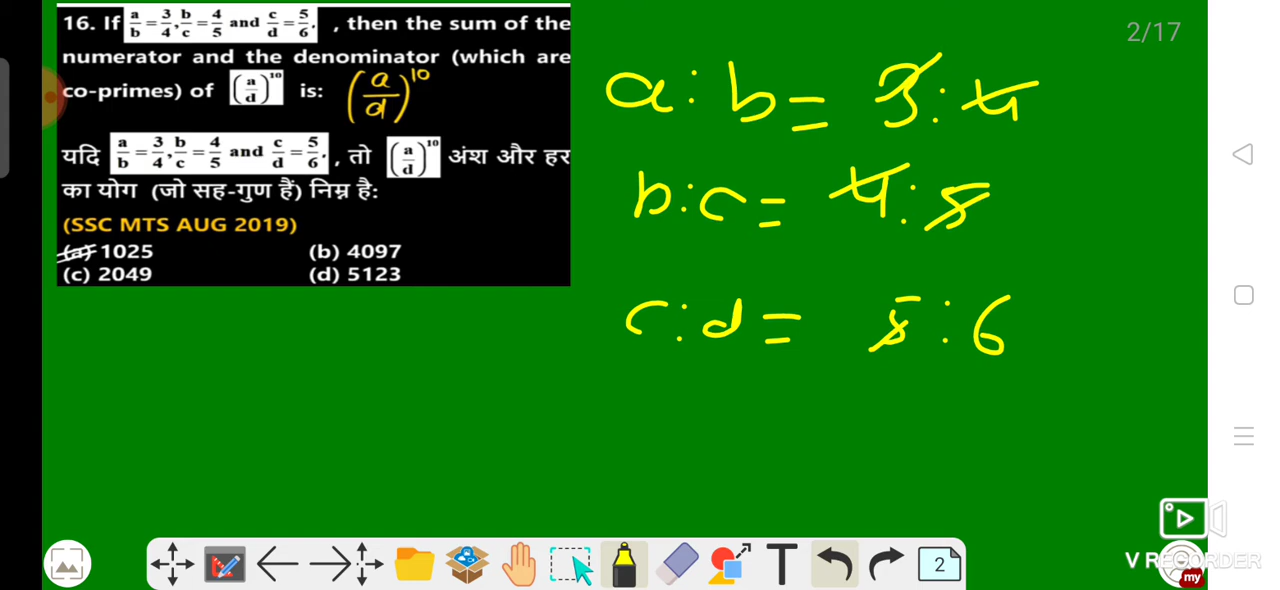 2/17
16. If a/b = 3/4, b/c = 4/5 and c/d = 5/6, , then the sum of the
numerator and the denominator (which are
co-primes) of (a/d)^10 is: (a/d)^10
यदि a/b = 3/4, b/c = 4/5 and c/d = 5/6, , तो (a/d)^10 अंश और हर
का योग (जो सह-गुण हैं) निम्न है:
(SSC MTS AUG 2019)
(a) 1025 (b) 4097
(c) 2049 (d) 5123
a : b = 3 : 4
b : c = 4 : 5
c : d = 5 : 6
T
2
V RECORDER
my